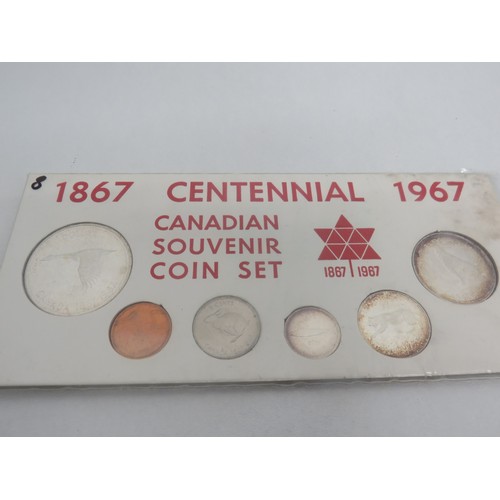 8
1867 CENTENNIAL 1967
CANADIAN
SOUVENIR
COIN SET
1867 1967